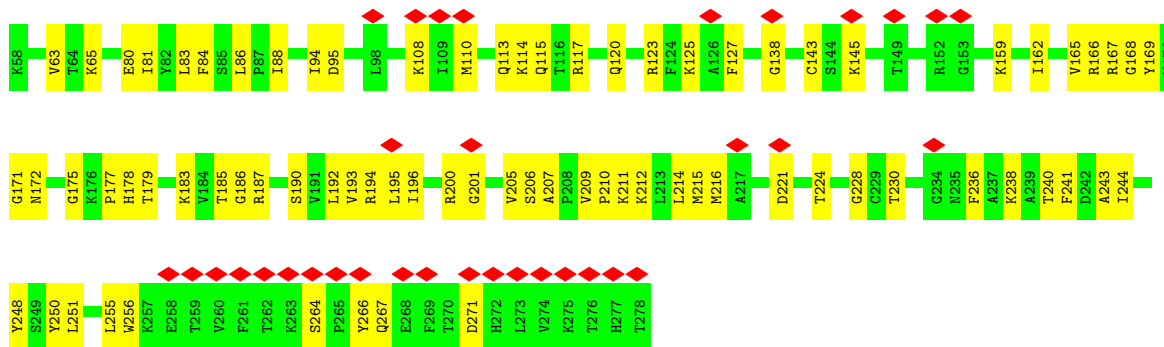 K58 V63 T64 K65 E80 I81 Y82 L83 F84 S85 L86 P87 I88 I94 D95 L98 K108 I109 M110 Q113 K114 Q115 T116 R117 Q120 R123 F124 K125 A126 F127 G138 C143 S144 K145 T149 R152 G153 K159 I162 V165 R166 R167 G168 Y169
G171 N172 G175 K176 P177 H178 T179 K183 V184 T185 G186 R187 S190 V191 L192 V193 R194 L195 I196 R200 G201 V205 S206 A207 P208 V209 P210 K211 K212 L213 L214 M215 M216 A217 D221 T224 G228 C229 T230 G234 N235 F236 A237 K238 A239 T240 F241 D242 A243 I244
Y248 S249 Y250 L251 L255 W256 K257 E258 T259 V260 F261 T262 K263 S264 P265 Y266 Q267 E268 F269 T270 D271 H272 L273 V274 K275 T276 H277 T278